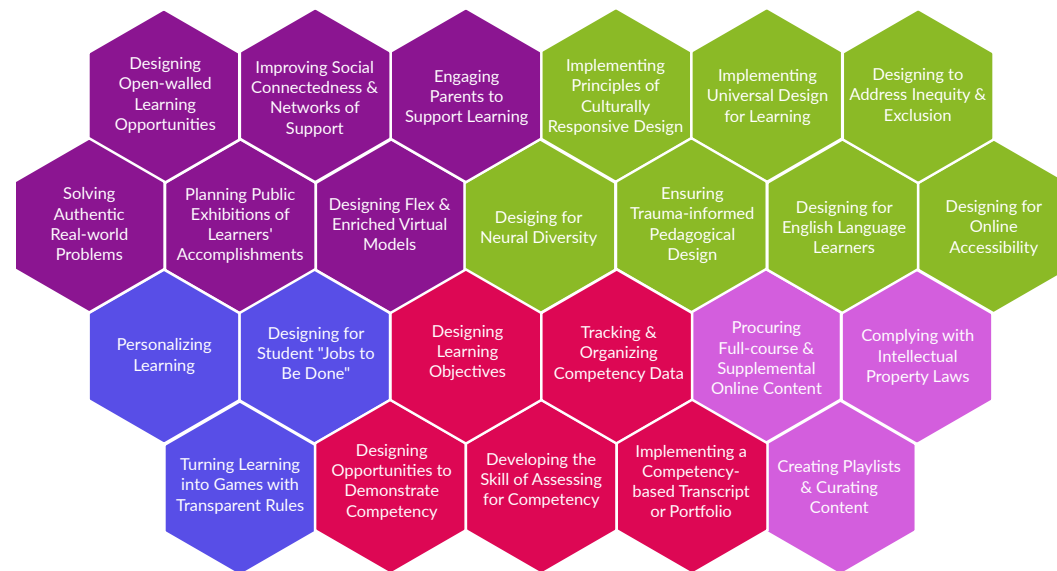 Designing
Open-walled
Learning
Opportunities
Improving Social
Connectedness &
Networks of
Support
Engaging
Parents to
Support Learning
Implementing
Principles of
Culturally
Responsive Design
Implementing
Universal Design
for Learning
Designing to
Address Inequity &
Exclusion
Solving
Authentic
Real-world
Problems
Planning Public
Exhibitions of
Learners'
Accomplishments
Designing Flex &
Enriched Virtual
Models
Desiging for
Neural Diversity
Ensuring
Trauma-informed
Pedagogical
Design
Designing for
English Language
Learners
Designing for
Online
Accessibility
Personalizing
Learning
Designing for
Student "Jobs to
Be Done"
Designing
Learning
Objectives
Tracking &
Organizing
Competency Data
Procuring
Full-course &
Supplemental
Online Content
Complying with
Intellectual
Property Laws
Turning Learning
into Games with
Transparent Rules
Designing
Opportunities to
Demonstrate
Competency
Developing the
Skill of Assessing
for Competency
Implementing a
Competency-
based Transcript
or Portfolio
Creating Playlists
& Curating
Content